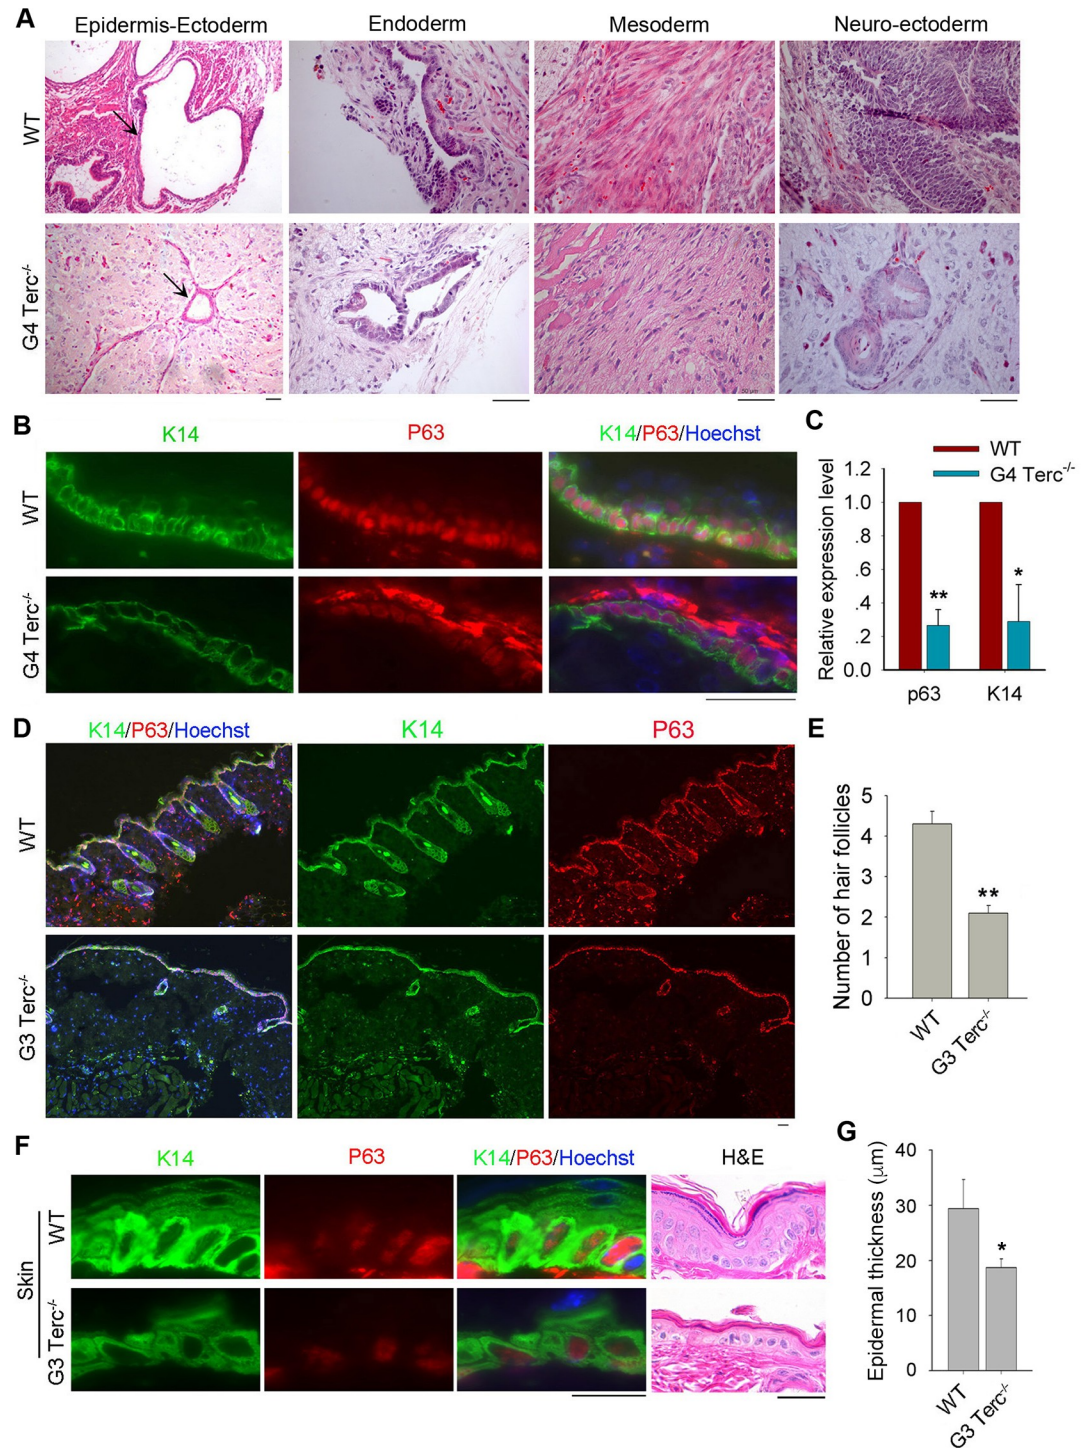 A
Epidermis-Ectoderm Endoderm Mesoderm Neuro-ectoderm
WT
G4 Terc-/-
50 μm
B
K14 P63 K14/P63/Hoechst
WT
G4 Terc-/-
C
WT
G4 Terc-/-
Relative expression level
1.2
1.0
.8
.6
.4
.2
0.0
**
*
p63 K14
D
K14/P63/Hoechst K14 P63
WT
G3 Terc-/-
E
Number of hair follicles
5
4
3
2
1
0
**
WT
G3 Terc-/-
F
K14 P63 K14/P63/Hoechst H&E
Skin
WT
G3 Terc-/-
G
Epidermal thickness (μm)
40
30
20
10
0
*
WT
G3 Terc-/-